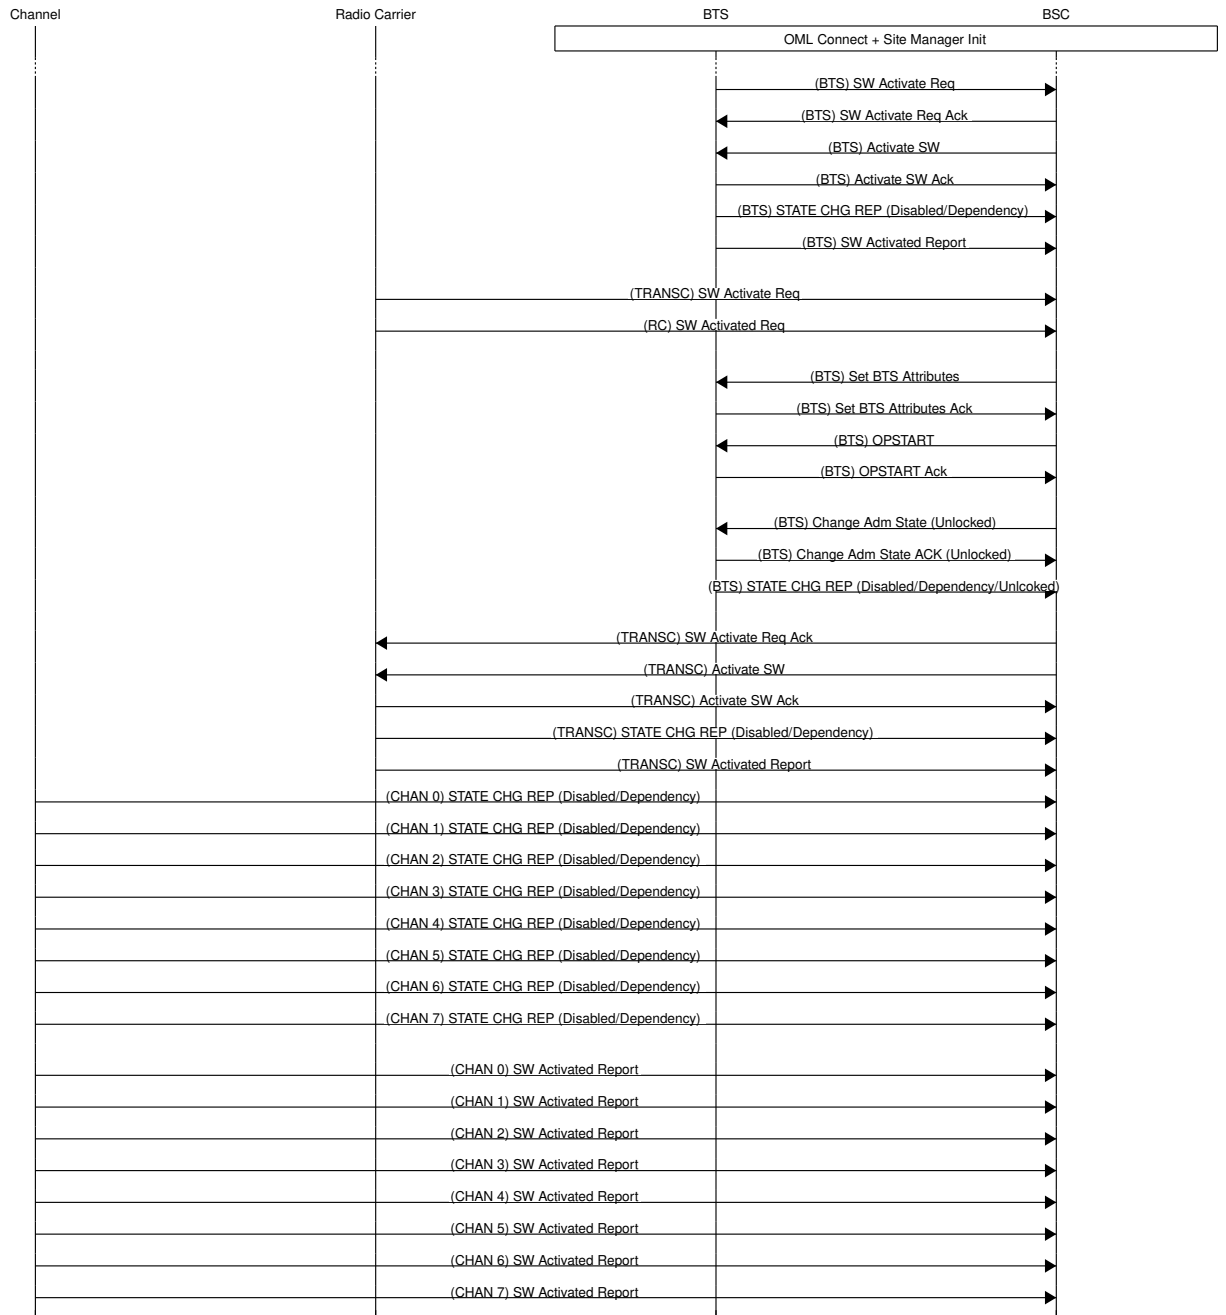 Channel
Radio Carrier
BTS
BSC
OML Connect + Site Manager Init
(BTS) SW Activate Req
(BTS) SW Activate Req Ack
(BTS) Activate SW
(BTS) Activate SW Ack
(BTS) STATE CHG REP (Disabled/Dependency)
(BTS) SW Activated Report
(TRANSC) SW Activate Req
(RC) SW Activated Req
(BTS) Set BTS Attributes
(BTS) Set BTS Attributes Ack
(BTS) OPSTART
(BTS) OPSTART Ack
(BTS) Change Adm State (Unlocked)
(BTS) Change Adm State ACK (Unlocked)
(BTS) STATE CHG REP (Disabled/Dependency/Unlcoked)
(TRANSC) SW Activate Req Ack
(TRANSC) Activate SW
(TRANSC) Activate SW Ack
(TRANSC) STATE CHG REP (Disabled/Dependency)
(TRANSC) SW Activated Report
(CHAN 0) STATE CHG REP (Disabled/Dependency)
(CHAN 1) STATE CHG REP (Disabled/Dependency)
(CHAN 2) STATE CHG REP (Disabled/Dependency)
(CHAN 3) STATE CHG REP (Disabled/Dependency)
(CHAN 4) STATE CHG REP (Disabled/Dependency)
(CHAN 5) STATE CHG REP (Disabled/Dependency)
(CHAN 6) STATE CHG REP (Disabled/Dependency)
(CHAN 7) STATE CHG REP (Disabled/Dependency)
(CHAN 0) SW Activated Report
(CHAN 1) SW Activated Report
(CHAN 2) SW Activated Report
(CHAN 3) SW Activated Report
(CHAN 4) SW Activated Report
(CHAN 5) SW Activated Report
(CHAN 6) SW Activated Report
(CHAN 7) SW Activated Report